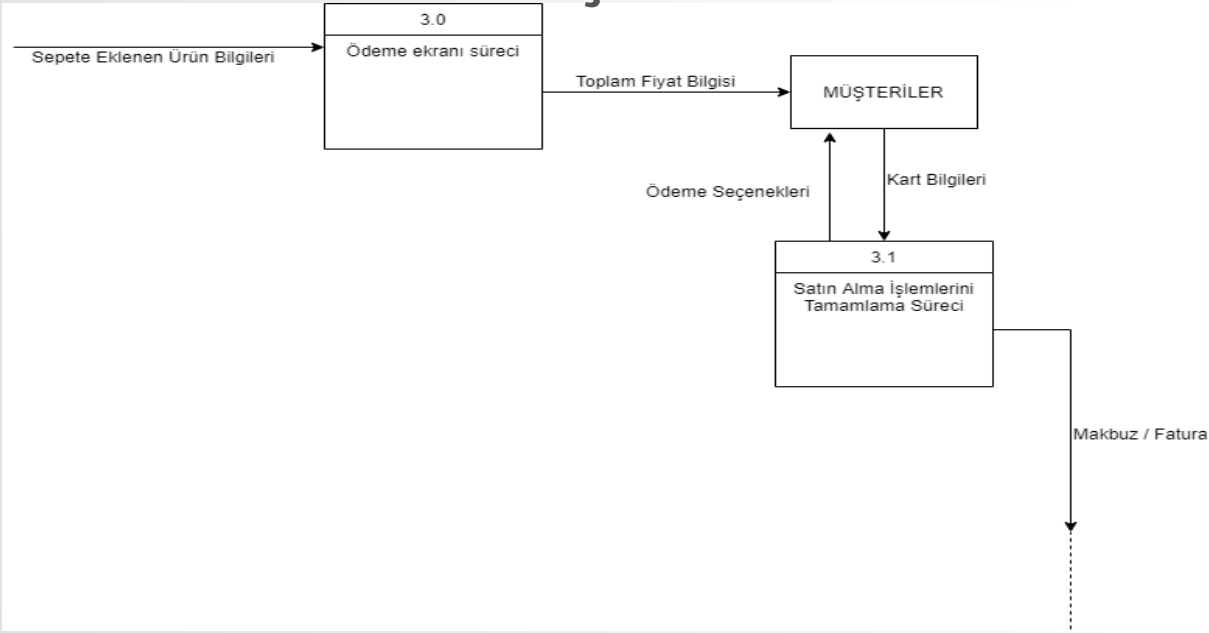 3.0
Ödeme ekranı süreci
Sepete Eklenen Ürün Bilgileri
Toplam Fiyat Bilgisi
MÜŞTERİLER
Ödeme Seçenekleri
Kart Bilgileri
3.1
Satın Alma İşlemlerini
Tamamlama Süreci
Makbuz / Fatura